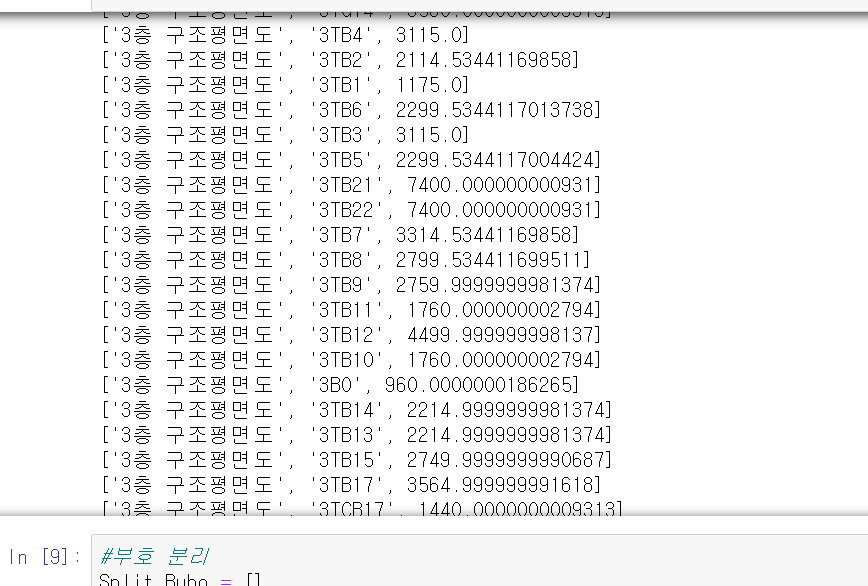 ['3층 구조평면도', '3TB4', 3115.0]
['3층 구조평면도', '3TB2', 2114.53441169858]
['3층 구조평면도', '3TB1', 1175.0]
['3층 구조평면도', '3TB6', 2299.5344117013738]
['3층 구조평면도', '3TB3', 3115.0]
['3층 구조평면도', '3TB5', 2299.5344117004424]
['3층 구조평면도', '3TB21', 7400.000000000931]
['3층 구조평면도', '3TB22', 7400.000000000931]
['3층 구조평면도', '3TB7', 3314.53441169858]
['3층 구조평면도', '3TB8', 2799.534411699511]
['3층 구조평면도', '3TB9', 2759.9999999981374]
['3층 구조평면도', '3TB11', 1760.000000002794]
['3층 구조평면도', '3TB12', 4499.999999998137]
['3층 구조평면도', '3TB10', 1760.000000002794]
['3층 구조평면도', '3B0', 960.0000000186265]
['3층 구조평면도', '3TB14', 2214.9999999981374]
['3층 구조평면도', '3TB13', 2214.9999999981374]
['3층 구조평면도', '3TB15', 2749.9999999990687]
['3층 구조평면도', '3TB17', 3564.999999991618]
['3층 구조평면도', '3TCB17', 1440.0000000009313]
In [9]: #부호 분리
Split_Buho = []